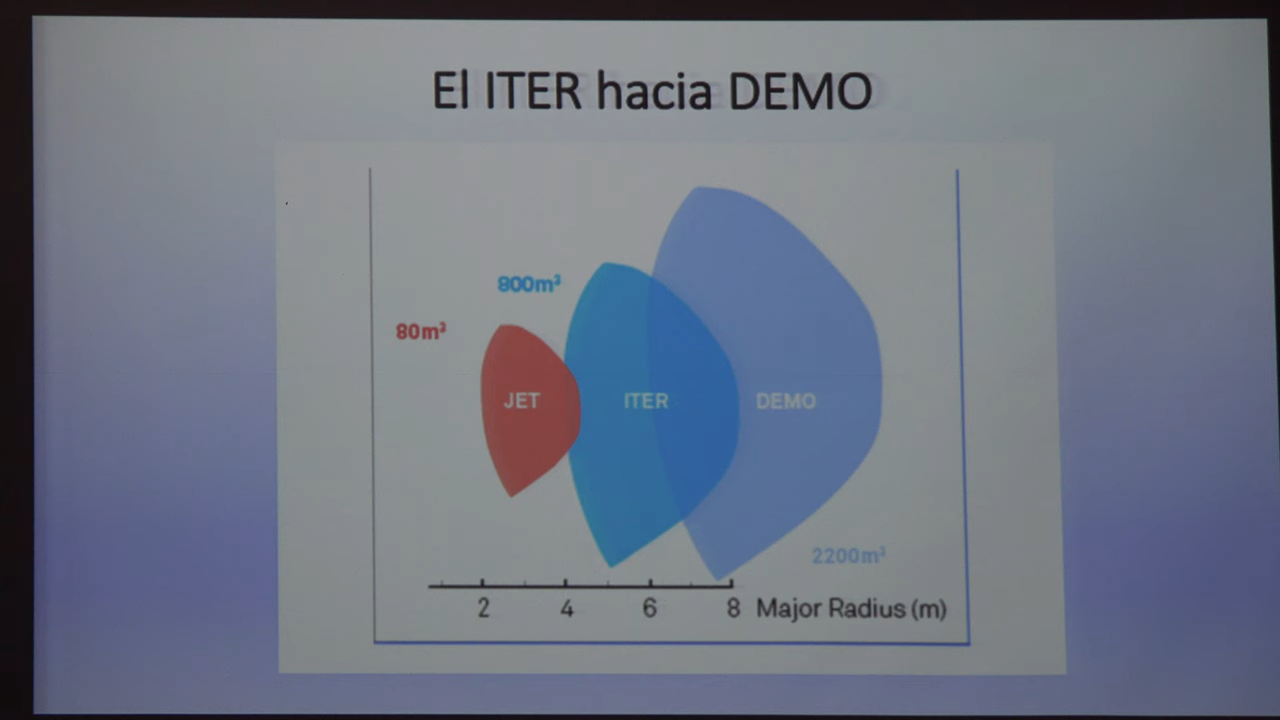 El ITER hacia DEMO
800m³
80m³
JET
ITER
DEMO
2200m³
2 4 6 8 Major Radius (m)